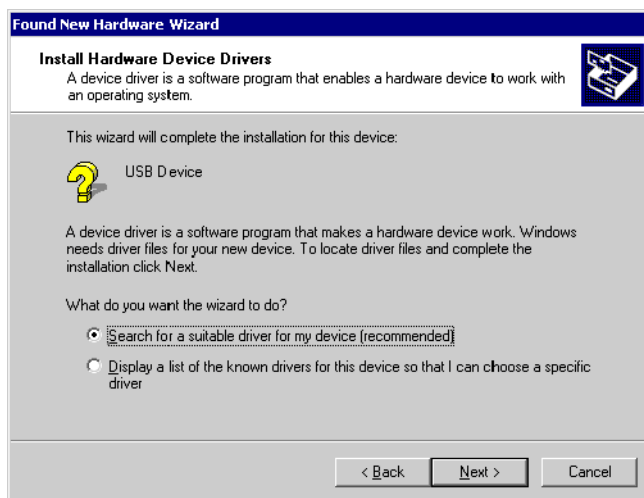 Found New Hardware Wizard
Install Hardware Device Drivers
A device driver is a software program that enables a hardware device to work with
an operating system.
This wizard will complete the installation for this device:
USB Device
A device driver is a software program that makes a hardware device work. Windows
needs driver files for your new device. To locate driver files and complete the
installation click Next.
What do you want the wizard to do?
Search for a suitable driver for my device (recommended)
Display a list of the known drivers for this device so that I can choose a specific
driver
< Back
Next >
Cancel